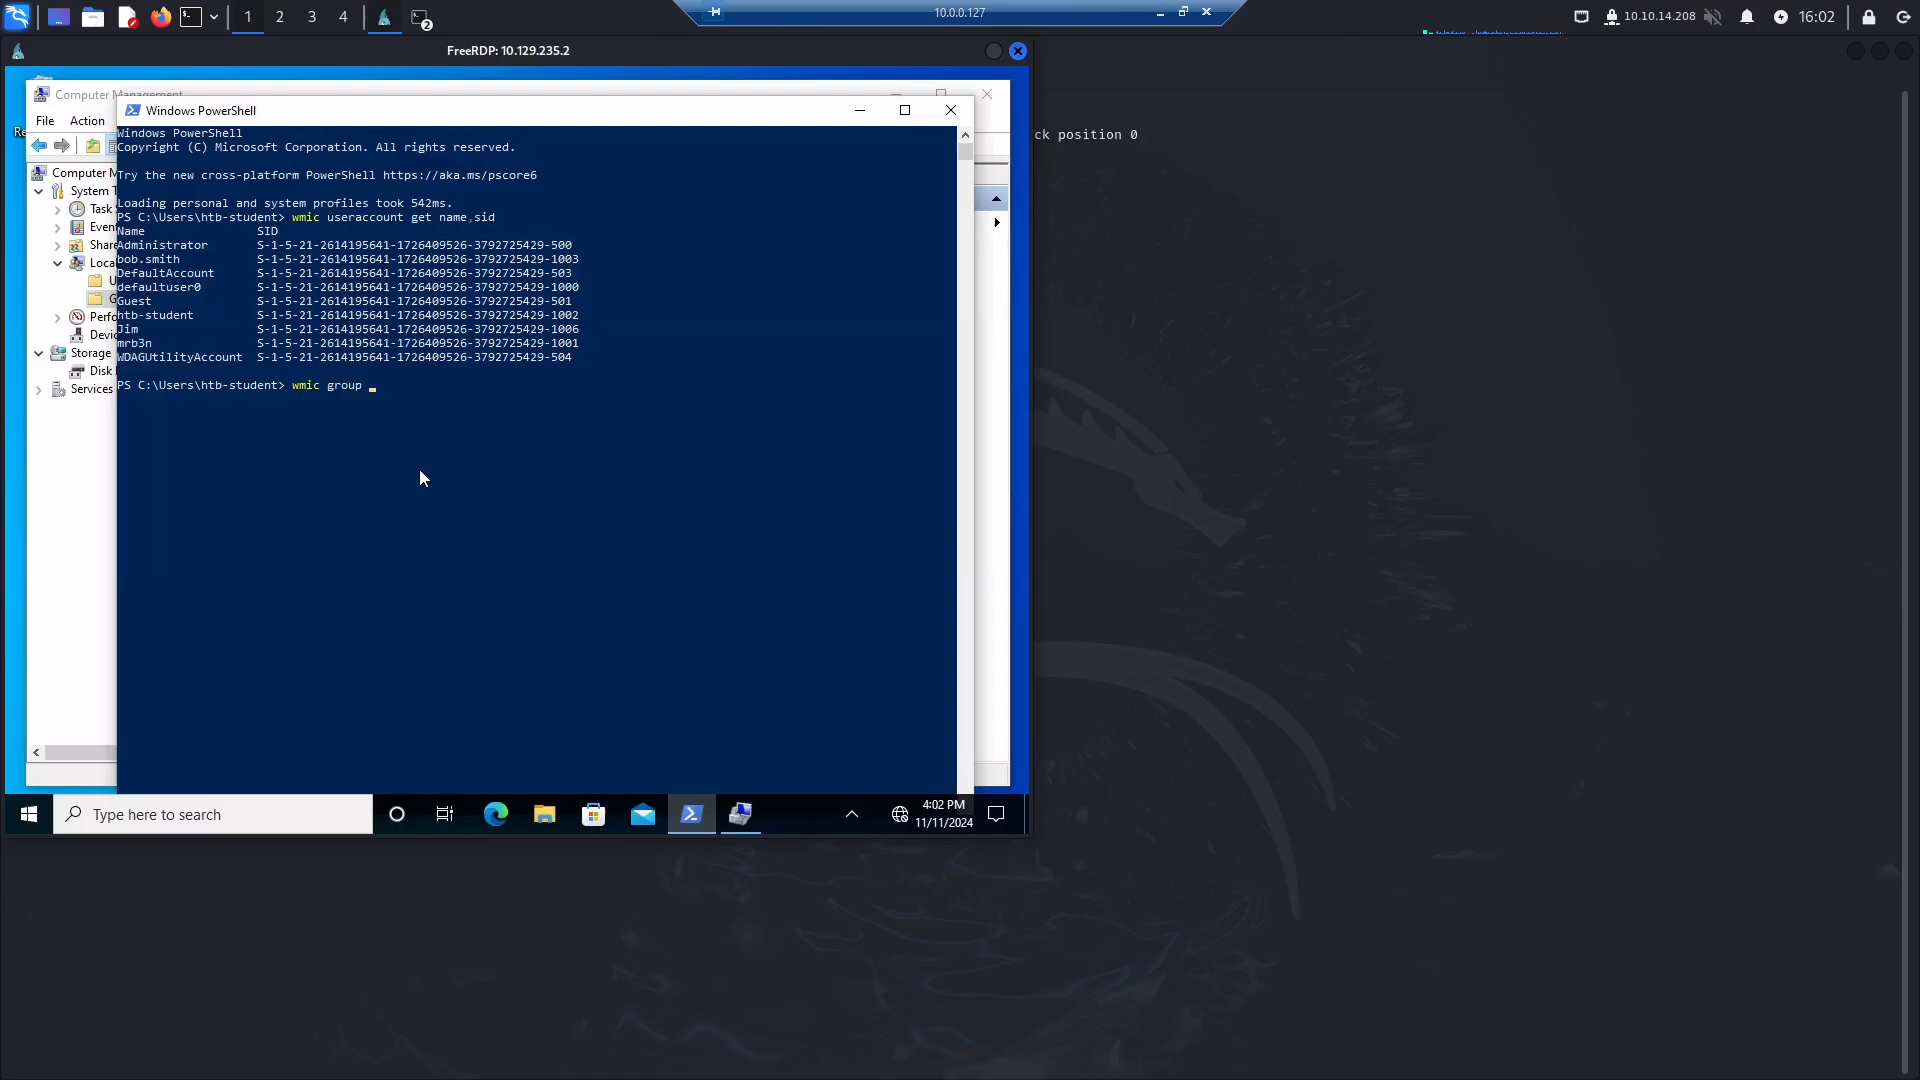 1 2 3 4
2
10.0.0.127
10.10.14.208
16:02
FreeRDP: 10.129.235.2
Computer Management
File Action
Windows PowerShell
Re
Computer M
System T
Task
Even
Share
Loca
U
G
Perfo
Devic
Storage
Disk
Services
Windows PowerShell
Copyright (C) Microsoft Corporation. All rights reserved.
Try the new cross-platform PowerShell https://aka.ms/pscore6
Loading personal and system profiles took 542ms.
PS C:\Users\htb-student> wmic useraccount get name,sid
Name SID
Administrator S-1-5-21-2614195641-1726409526-3792725429-500
bob.smith S-1-5-21-2614195641-1726409526-3792725429-1003
DefaultAccount S-1-5-21-2614195641-1726409526-3792725429-503
defaultuser0 S-1-5-21-2614195641-1726409526-3792725429-1000
Guest S-1-5-21-2614195641-1726409526-3792725429-501
htb-student S-1-5-21-2614195641-1726409526-3792725429-1002
Jim S-1-5-21-2614195641-1726409526-3792725429-1006
mrb3n S-1-5-21-2614195641-1726409526-3792725429-1001
WDAGUtilityAccount S-1-5-21-2614195641-1726409526-3792725429-504
PS C:\Users\htb-student> wmic group
ck position 0
Type here to search
4:02 PM
11/11/2024